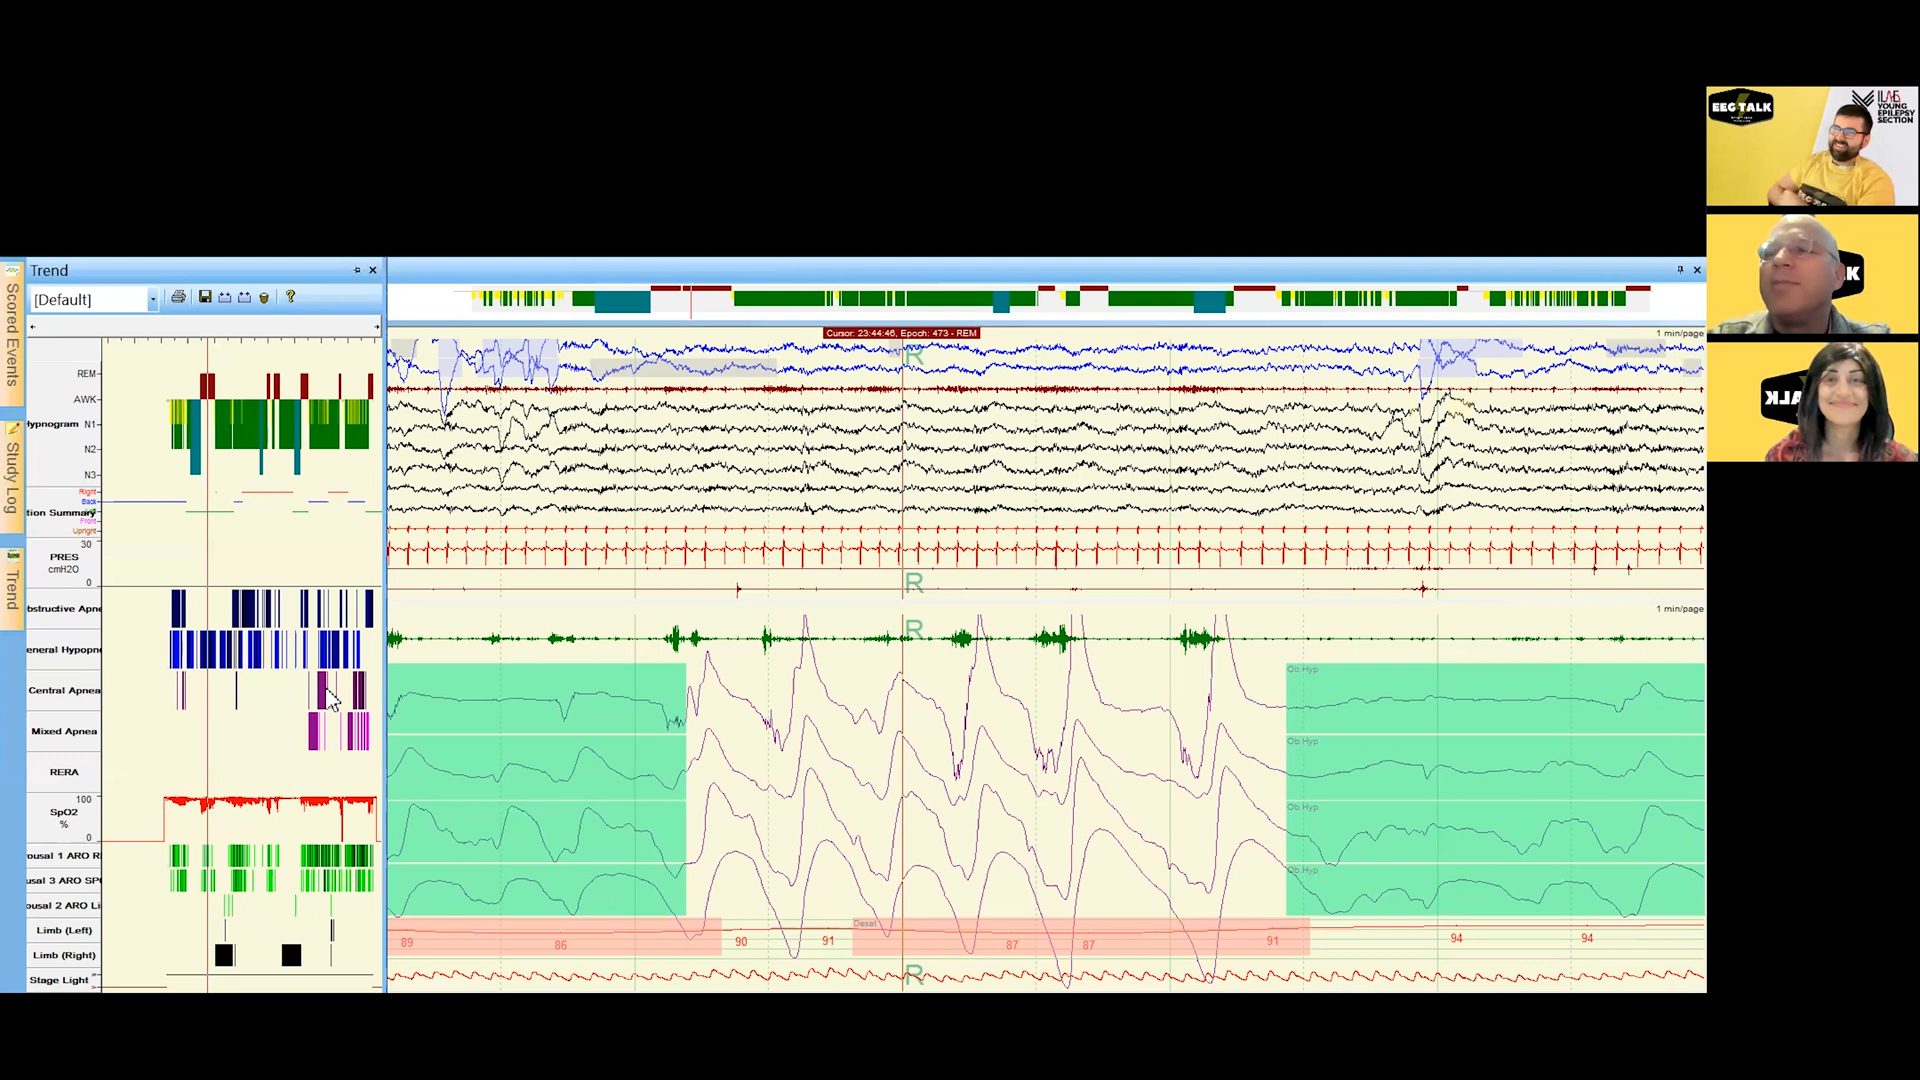 Scored Events
Study Log
Trend
Trend
[Default]
REM
AWK
ypnogram
N1
N2
N3
Right
Back
tion Summary
Front
Upright
30
PRES
cmH2O
0
bstructive Apne
eneral Hypopn
Central Apnea
Mixed Apnea
RERA
100
SpO2
%
0
ousal 1 ARO R
usal 3 ARO SP
ousal 2 ARO Li
Limb (Left)
Limb (Right)
Stage Light
Cursor: 23:44:46, Epoch: 473 - REM
1 min/page
R
R
1 min/page
R
Ob.Hyp
Ob.Hyp
Ob.Hyp
Ob.Hyp
Desat
89
86
90
91
87
87
91
94
94
R
EEG TALK
ILAE
YOUNG
EPILEPSY
SECTION
K
TALK